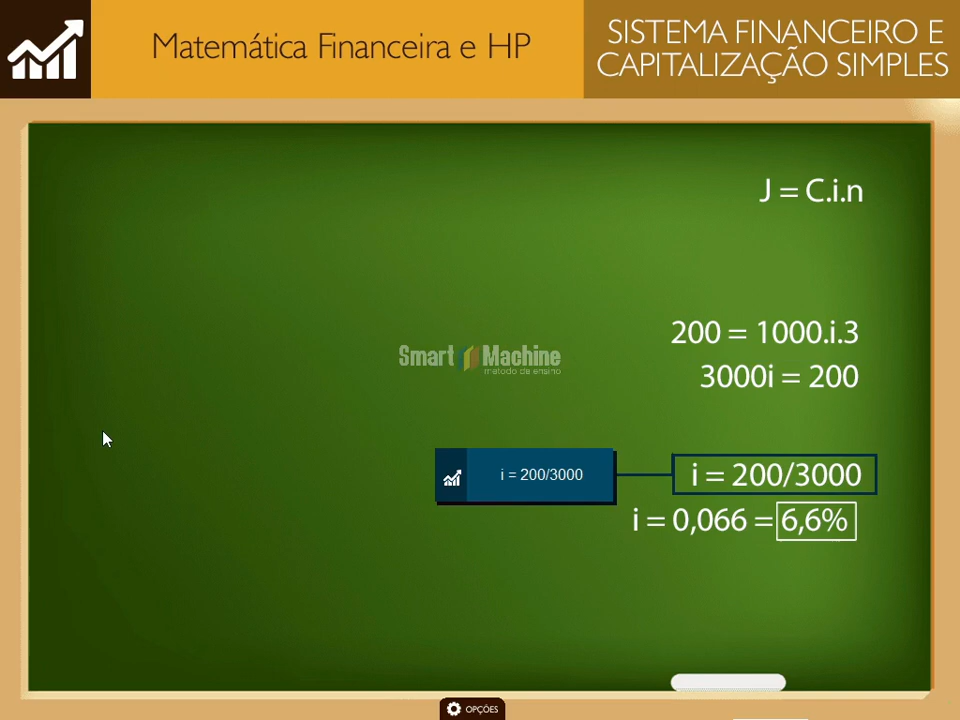 Matemática Financeira e HP
SISTEMA FINANCEIRO E
CAPITALIZAÇÃO SIMPLES
J = C.i.n
200 = 1000.i.3
3000i = 200
Smart Machine
método de ensino
i = 200/3000
i = 200/3000
i = 0,066 = 6,6%
OPÇÕES